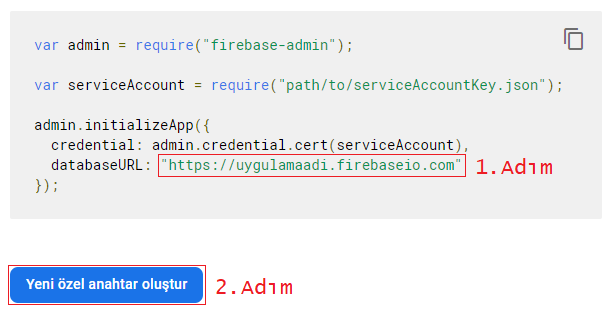 var admin = require("firebase-admin");
var serviceAccount = require("path/to/serviceAccountKey.json");
admin.initializeApp({
credential: admin.credential.cert(serviceAccount),
databaseURL: "https://uygulamaadi.firebaseio.com" 1.Adım
});
Yeni özel anahtar oluştur 2.Adım